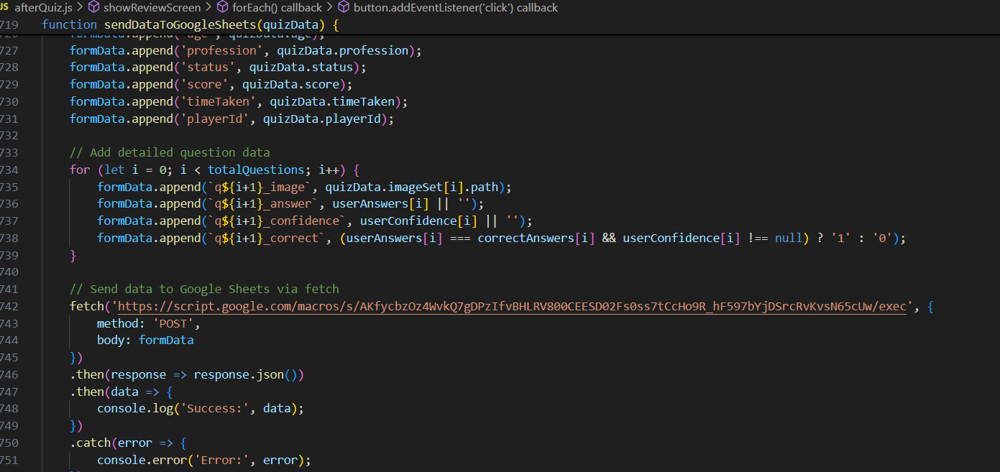 JS afterQuiz.js > showReviewScreen > forEach() callback > button.addEventListener('click') callback
719 function sendDataToGoogleSheets(quizData) {
726 formData.append('age', quizData.age);
727 formData.append('profession', quizData.profession);
728 formData.append('status', quizData.status);
729 formData.append('score', quizData.score);
730 formData.append('timeTaken', quizData.timeTaken);
731 formData.append('playerId', quizData.playerId);
732
733 // Add detailed question data
734 for (let i = 0; i < totalQuestions; i++) {
735 formData.append(`q${i+1}_image`, quizData.imageSet[i].path);
736 formData.append(`q${i+1}_answer`, userAnswers[i] || '');
737 formData.append(`q${i+1}_confidence`, userConfidence[i] || '');
738 formData.append(`q${i+1}_correct`, (userAnswers[i] === correctAnswers[i] && userConfidence[i] !== null) ? '1' : '0');
739 }
740
741 // Send data to Google Sheets via fetch
742 fetch('https://script.google.com/macros/s/AKfycbzOz4WvkQ7gDPzIfvBHLRV800CEESD02Fs0ss7tCcHo9R_hF597bYjDSrcRvKvsN65cUw/exec', {
743 method: 'POST',
744 body: formData
745 })
746 .then(response => response.json())
747 .then(data => {
748 console.log('Success:', data);
749 })
750 .catch(error => {
751 console.error('Error:', error);